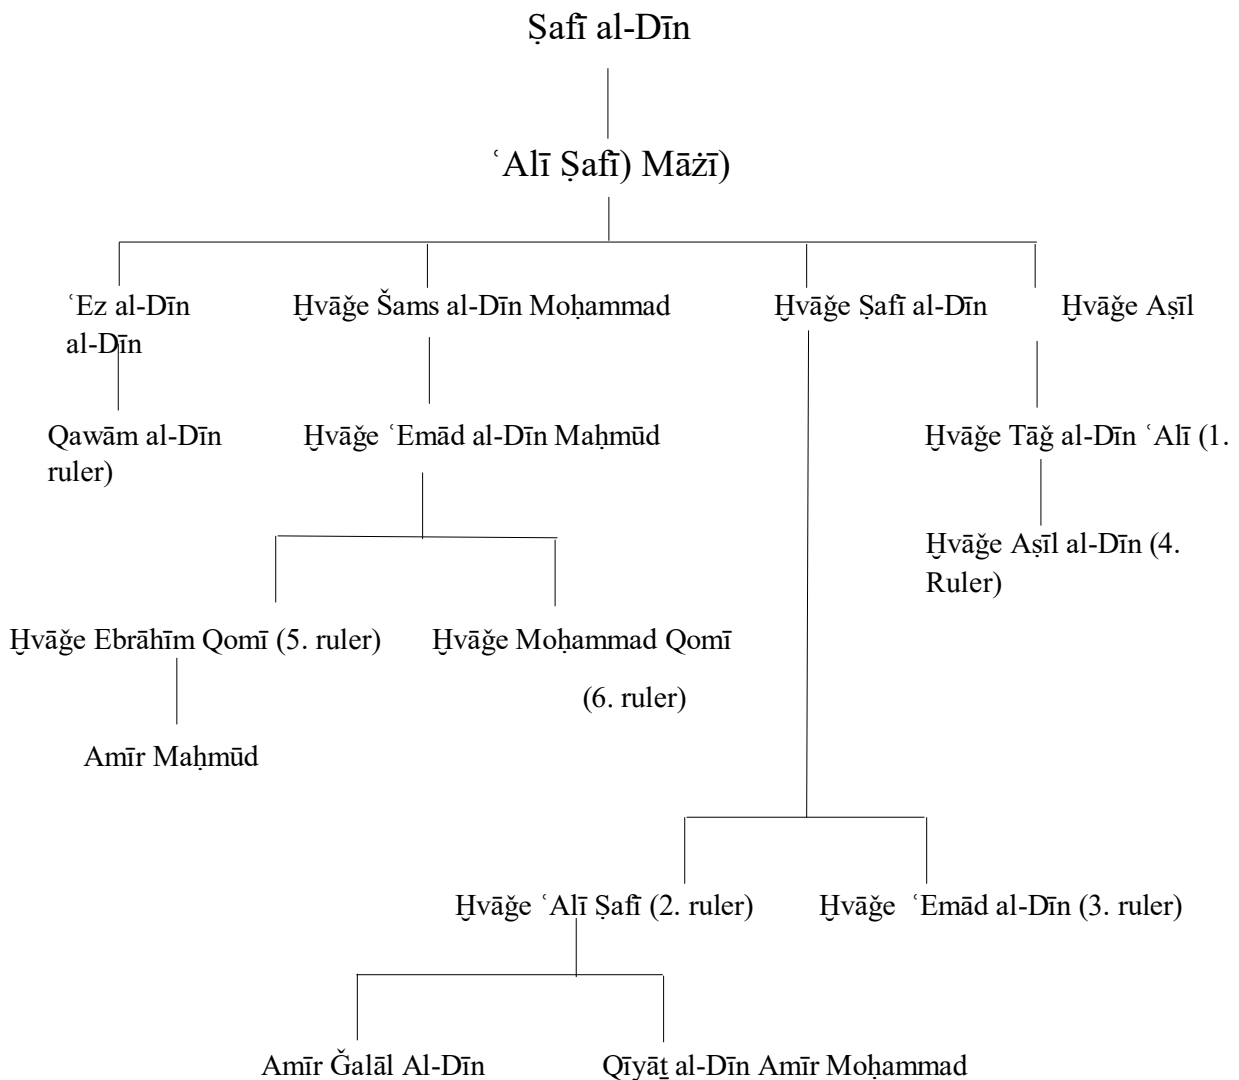 Ṣafī al-Dīn
ʿAlī Ṣafī) Māżī)
ʿEz al-Dīn
al-Dīn
Ḫvāǧe Šams al-Dīn Moḥammad
Ḫvāǧe Ṣafī al-Dīn
Ḫvāǧe Aṣīl
Qawām al-Dīn
ruler)
Ḫvāǧe ʿEmād al-Dīn Maḥmūd
Ḫvāǧe Tāǧ al-Dīn ʿAlī (1.
Ḫvāǧe Aṣīl al-Dīn (4.
Ruler)
Ḫvāǧe Ebrāhīm Qomī (5. ruler)
Ḫvāǧe Moḥammad Qomī
(6. ruler)
Amīr Maḥmūd
Ḫvāǧe ʿAlī Ṣafī (2. ruler)
Ḫvāǧe ʿEmād al-Dīn (3. ruler)
Amīr Ǧalāl Al-Dīn
Qīyāṯ al-Dīn Amīr Moḥammad